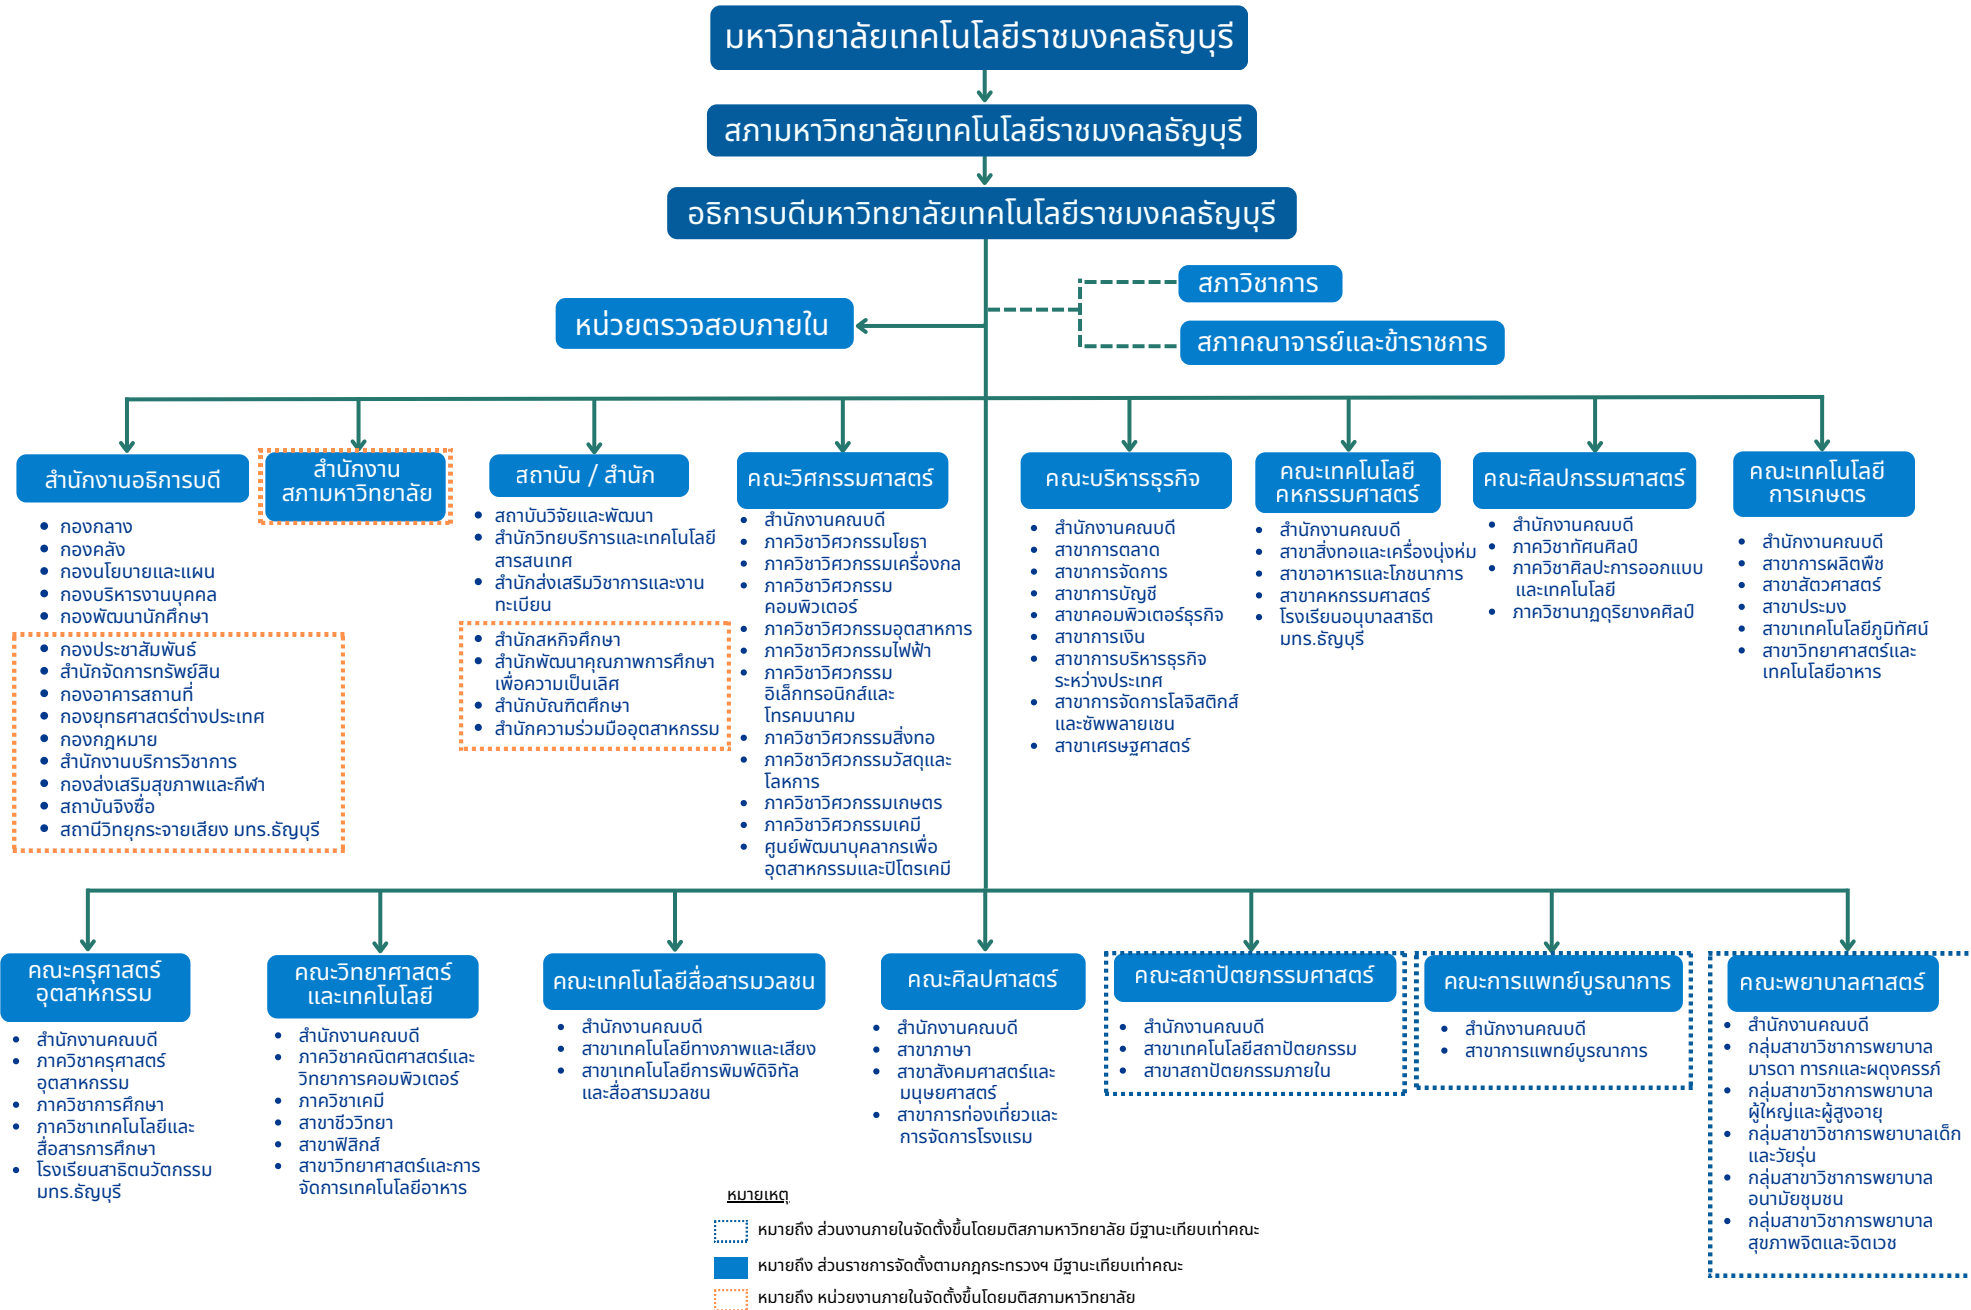 มหาวิทยาลัยเทคโนโลยีราชมงคลธัญบุรี
สภามหาวิทยาลัยเทคโนโลยีราชมงคลธัญบุรี
อธิการบดีมหาวิทยาลัยเทคโนโลยีราชมงคลธัญบุรี
สภาวิชาการ
หน่วยตรวจสอบภายใน
สภาคณาจารย์และข้าราชการ
สำนักงานอธิการบดี
• กองกลาง
• กองคลัง
• กองนโยบายและแผน
• กองบริหารงานบุคคล
• กองพัฒนานักศึกษา
• กองประชาสัมพันธ์
• สำนักจัดการทรัพย์สิน
• กองอาคารสถานที่
• กองยุทธศาสตร์ต่างประเทศ
• กองกฎหมาย
• สำนักงานบริการวิชาการ
• กองส่งเสริมสุขภาพและกีฬา
• สถาบันจิงซื่อ
• สถานีวิทยุกระจายเสียง มทร.ธัญบุรี
สำนักงาน
สภามหาวิทยาลัย
สถาบัน / สำนัก
• สถาบันวิจัยและพัฒนา
• สำนักวิทยบริการและเทคโนโลยี
สารสนเทศ
• สำนักส่งเสริมวิชาการและงาน
ทะเบียน
• สำนักสหกิจศึกษา
• สำนักพัฒนาคุณภาพการศึกษา
เพื่อความเป็นเลิศ
• สำนักบัณฑิตศึกษา
• สำนักความร่วมมืออุตสาหกรรม
คณะวิศกรรมศาสตร์
• สำนักงานคณบดี
• ภาควิชาวิศวกรรมโยธา
• ภาควิชาวิศวกรรมเครื่องกล
• ภาควิชาวิศวกรรม
คอมพิวเตอร์
• ภาควิชาวิศวกรรมอุตสาหการ
• ภาควิชาวิศวกรรมไฟฟ้า
• ภาควิชาวิศวกรรม
อิเล็กทรอนิกส์และ
โทรคมนาคม
• ภาควิชาวิศวกรรมสิ่งทอ
• ภาควิชาวิศวกรรมวัสดุและ
โลหการ
• ภาควิชาวิศวกรรมเกษตร
• ภาควิชาวิศวกรรมเคมี
• ศูนย์พัฒนาบุคลากรเพื่อ
อุตสาหกรรมและปิโตรเคมี
คณะบริหารธุรกิจ
• สำนักงานคณบดี
• สาขาการตลาด
• สาขาการจัดการ
• สาขาการบัญชี
• สาขาคอมพิวเตอร์ธุรกิจ
• สาขาการเงิน
• สาขาการบริหารธุรกิจ
ระหว่างประเทศ
• สาขาการจัดการโลจิสติกส์
และซัพพลายเชน
• สาขาเศรษฐศาสตร์
คณะเทคโนโลยี
คหกรรมศาสตร์
• สำนักงานคณบดี
• สาขาสิ่งทอและเครื่องนุ่งห่ม
• สาขาอาหารและโภชนาการ
• สาขาคหกรรมศาสตร์
• โรงเรียนอนุบาลสาธิต
มทร.ธัญบุรี
คณะศิลปกรรมศาสตร์
• สำนักงานคณบดี
• ภาควิชาทัศนศิลป์
• ภาควิชาศิลปะการออกแบบ
และเทคโนโลยี
• ภาควิชานาฏดุริยางคศิลป์
คณะเทคโนโลยี
การเกษตร
• สำนักงานคณบดี
• สาขาการผลิตพืช
• สาขาสัตวศาสตร์
• สาขาประมง
• สาขาเทคโนโลยีภูมิทัศน์
• สาขาวิทยาศาสตร์และ
เทคโนโลยีอาหาร
คณะครุศาสตร์
อุตสาหกรรม
• สำนักงานคณบดี
• ภาควิชาครุศาสตร์
อุตสาหกรรม
• ภาควิชาการศึกษา
• ภาควิชาเทคโนโลยีและ
สื่อสารการศึกษา
• โรงเรียนสาธิตนวัตกรรม
มทร.ธัญบุรี
คณะวิทยาศาสตร์
และเทคโนโลยี
• สำนักงานคณบดี
• ภาควิชาคณิตศาสตร์และ
วิทยาการคอมพิวเตอร์
• ภาควิชาเคมี
• สาขาชีววิทยา
• สาขาฟิสิกส์
• สาขาวิทยาศาสตร์และการ
จัดการเทคโนโลยีอาหาร
คณะเทคโนโลยีสื่อสารมวลชน
• สำนักงานคณบดี
• สาขาเทคโนโลยีทางภาพและเสียง
• สาขาเทคโนโลยีการพิมพ์ดิจิทัล
และสื่อสารมวลชน
คณะศิลปศาสตร์
• สำนักงานคณบดี
• สาขาภาษา
• สาขาสังคมศาสตร์และ
มนุษยศาสตร์
• สาขาการท่องเที่ยวและ
การจัดการโรงแรม
คณะสถาปัตยกรรมศาสตร์
• สำนักงานคณบดี
• สาขาเทคโนโลยีสถาปัตยกรรม
• สาขาสถาปัตยกรรมภายใน
คณะการแพทย์บูรณาการ
• สำนักงานคณบดี
• สาขาการแพทย์บูรณาการ
คณะพยาบาลศาสตร์
• สำนักงานคณบดี
• กลุ่มสาขาวิชาการพยาบาล
มารดา ทารกและผดุงครรภ์
• กลุ่มสาขาวิชาการพยาบาล
ผู้ใหญ่และผู้สูงอายุ
• กลุ่มสาขาวิชาการพยาบาลเด็ก
และวัยรุ่น
• กลุ่มสาขาวิชาการพยาบาล
อนามัยชุมชน
• กลุ่มสาขาวิชาการพยาบาล
สุขภาพจิตและจิตเวช
หมายเหตุ
หมายถึง ส่วนงานภายในจัดตั้งขึ้นโดยมติสภามหาวิทยาลัย มีฐานะเทียบเท่าคณะ
หมายถึง ส่วนราชการจัดตั้งตามกฎกระทรวงฯ มีฐานะเทียบเท่าคณะ
หมายถึง หน่วยงานภายในจัดตั้งขึ้นโดยมติสภามหาวิทยาลัย